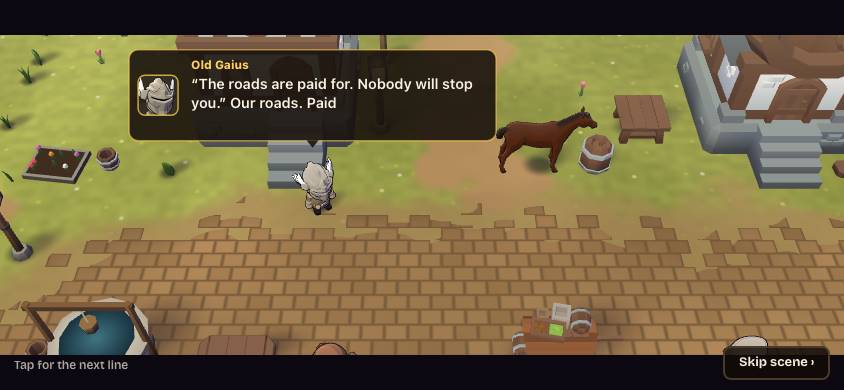 Old Gaius
“The roads are paid for. Nobody will stop
you.” Our roads. Paid
Tap for the next line
Skip scene ›